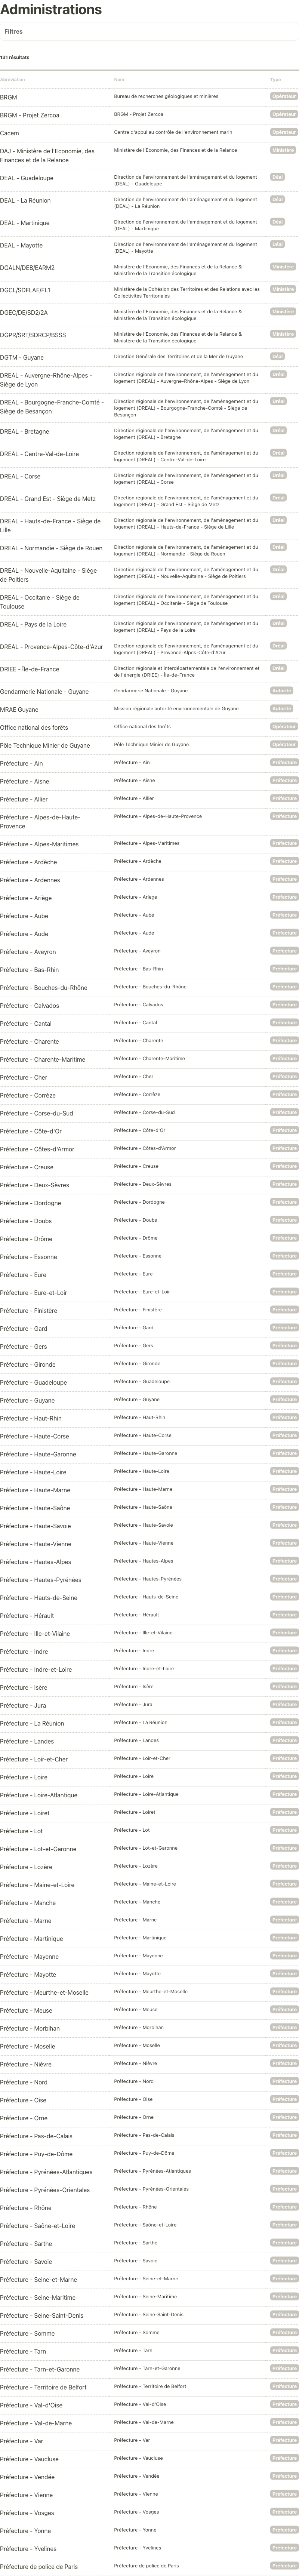 Administrations
Filtres
131 résultats
Abréviation Nom Type
BRGM Bureau de recherches géologiques et minières Opérateur
BRGM - Projet Zercoa BRGM - Projet Zercoa Opérateur
Cacem Centre d'appui au contrôle de l'environnement marin Opérateur
DAJ - Ministère de l'Economie, des Ministère de l'Economie, des Finances et de la Relance Ministère
Finances et de la Relance
DEAL - Guadeloupe Direction de l'environnement de l'aménagement et du logement Déal
(DEAL) - Guadeloupe
DEAL - La Réunion Direction de l'environnement de l'aménagement et du logement Déal
(DEAL) - La Réunion
DEAL - Martinique Direction de l'environnement de l'aménagement et du logement Déal
(DEAL) - Martinique
DEAL - Mayotte Direction de l'environnement de l'aménagement et du logement Déal
(DEAL) - Mayotte
DGALN/DEB/EARM2 Ministère de l'Economie, des Finances et de la Relance & Ministère
Ministère de la Transition écologique
DGCL/SDFLAE/FL1 Ministère de la Cohésion des Territoires et des Relations avec les Ministère
Collectivités Territoriales
DGEC/DE/SD2/2A Ministère de l'Economie, des Finances et de la Relance & Ministère
Ministère de la Transition écologique
DGPR/SRT/SDRCP/BSSS Ministère de l'Economie, des Finances et de la Relance & Ministère
Ministère de la Transition écologique
DGTM - Guyane Direction Générale des Territoires et de la Mer de Guyane Déal
DREAL - Auvergne-Rhône-Alpes - Direction régionale de l'environnement, de l'aménagement et du Dréal
Siège de Lyon logement (DREAL) - Auvergne-Rhône-Alpes - Siège de Lyon
DREAL - Bourgogne-Franche-Comté - Direction régionale de l'environnement, de l'aménagement et du Dréal
Siège de Besançon logement (DREAL) - Bourgogne-Franche-Comté - Siège de
Besançon
DREAL - Bretagne Direction régionale de l'environnement, de l'aménagement et du Dréal
logement (DREAL) - Bretagne
DREAL - Centre-Val-de-Loire Direction régionale de l'environnement, de l'aménagement et du Dréal
logement (DREAL) - Centre-Val-de-Loire
DREAL - Corse Direction régionale de l'environnement, de l'aménagement et du Dréal
logement (DREAL) - Corse
DREAL - Grand Est - Siège de Metz Direction régionale de l'environnement, de l'aménagement et du Dréal
logement (DREAL) - Grand Est - Siège de Metz
DREAL - Hauts-de-France - Siège de Direction régionale de l'environnement, de l'aménagement et du Dréal
Lille logement (DREAL) - Hauts-de-France - Siège de Lille
DREAL - Normandie - Siège de Rouen Direction régionale de l'environnement, de l'aménagement et du Dréal
logement (DREAL) - Normandie - Siège de Rouen
DREAL - Nouvelle-Aquitaine - Siège Direction régionale de l'environnement, de l'aménagement et du Dréal
de Poitiers logement (DREAL) - Nouvelle-Aquitaine - Siège de Poitiers
DREAL - Occitanie - Siège de Direction régionale de l'environnement, de l'aménagement et du Dréal
Toulouse logement (DREAL) - Occitanie - Siège de Toulouse
DREAL - Pays de la Loire Direction régionale de l'environnement, de l'aménagement et du Dréal
logement (DREAL) - Pays de la Loire
DREAL - Provence-Alpes-Côte-d'Azur Direction régionale de l'environnement, de l'aménagement et du Dréal
logement (DREAL) - Provence-Alpes-Côte-d'Azur
DRIEE - Île-de-France Direction régionale et interdépartementale de l'environnement et Dréal
de l'énergie (DRIEE) - Île-de-France
Gendarmerie Nationale - Guyane Gendarmerie Nationale - Guyane Autorité
MRAE Guyane Mission régionale autorité environnementale de Guyane Autorité
Office national des forêts Office national des forêts Opérateur
Pôle Technique Minier de Guyane Pôle Technique Minier de Guyane Opérateur
Préfecture - Ain Préfecture - Ain Préfecture
Préfecture - Aisne Préfecture - Aisne Préfecture
Préfecture - Allier Préfecture - Allier Préfecture
Préfecture - Alpes-de-Haute- Préfecture - Alpes-de-Haute-Provence Préfecture
Provence
Préfecture - Alpes-Maritimes Préfecture - Alpes-Maritimes Préfecture
Préfecture - Ardèche Préfecture - Ardèche Préfecture
Préfecture - Ardennes Préfecture - Ardennes Préfecture
Préfecture - Ariège Préfecture - Ariège Préfecture
Préfecture - Aube Préfecture - Aube Préfecture
Préfecture - Aude Préfecture - Aude Préfecture
Préfecture - Aveyron Préfecture - Aveyron Préfecture
Préfecture - Bas-Rhin Préfecture - Bas-Rhin Préfecture
Préfecture - Bouches-du-Rhône Préfecture - Bouches-du-Rhône Préfecture
Préfecture - Calvados Préfecture - Calvados Préfecture
Préfecture - Cantal Préfecture - Cantal Préfecture
Préfecture - Charente Préfecture - Charente Préfecture
Préfecture - Charente-Maritime Préfecture - Charente-Maritime Préfecture
Préfecture - Cher Préfecture - Cher Préfecture
Préfecture - Corrèze Préfecture - Corrèze Préfecture
Préfecture - Corse-du-Sud Préfecture - Corse-du-Sud Préfecture
Préfecture - Côte-d'Or Préfecture - Côte-d'Or Préfecture
Préfecture - Côtes-d'Armor Préfecture - Côtes-d'Armor Préfecture
Préfecture - Creuse Préfecture - Creuse Préfecture
Préfecture - Deux-Sèvres Préfecture - Deux-Sèvres Préfecture
Préfecture - Dordogne Préfecture - Dordogne Préfecture
Préfecture - Doubs Préfecture - Doubs Préfecture
Préfecture - Drôme Préfecture - Drôme Préfecture
Préfecture - Essonne Préfecture - Essonne Préfecture
Préfecture - Eure Préfecture - Eure Préfecture
Préfecture - Eure-et-Loir Préfecture - Eure-et-Loir Préfecture
Préfecture - Finistère Préfecture - Finistère Préfecture
Préfecture - Gard Préfecture - Gard Préfecture
Préfecture - Gers Préfecture - Gers Préfecture
Préfecture - Gironde Préfecture - Gironde Préfecture
Préfecture - Guadeloupe Préfecture - Guadeloupe Préfecture
Préfecture - Guyane Préfecture - Guyane Préfecture
Préfecture - Haut-Rhin Préfecture - Haut-Rhin Préfecture
Préfecture - Haute-Corse Préfecture - Haute-Corse Préfecture
Préfecture - Haute-Garonne Préfecture - Haute-Garonne Préfecture
Préfecture - Haute-Loire Préfecture - Haute-Loire Préfecture
Préfecture - Haute-Marne Préfecture - Haute-Marne Préfecture
Préfecture - Haute-Saône Préfecture - Haute-Saône Préfecture
Préfecture - Haute-Savoie Préfecture - Haute-Savoie Préfecture
Préfecture - Haute-Vienne Préfecture - Haute-Vienne Préfecture
Préfecture - Hautes-Alpes Préfecture - Hautes-Alpes Préfecture
Préfecture - Hautes-Pyrénées Préfecture - Hautes-Pyrénées Préfecture
Préfecture - Hauts-de-Seine Préfecture - Hauts-de-Seine Préfecture
Préfecture - Hérault Préfecture - Hérault Préfecture
Préfecture - Ille-et-Vilaine Préfecture - Ille-et-Vilaine Préfecture
Préfecture - Indre Préfecture - Indre Préfecture
Préfecture - Indre-et-Loire Préfecture - Indre-et-Loire Préfecture
Préfecture - Isère Préfecture - Isère Préfecture
Préfecture - Jura Préfecture - Jura Préfecture
Préfecture - La Réunion Préfecture - La Réunion Préfecture
Préfecture - Landes Préfecture - Landes Préfecture
Préfecture - Loir-et-Cher Préfecture - Loir-et-Cher Préfecture
Préfecture - Loire Préfecture - Loire Préfecture
Préfecture - Loire-Atlantique Préfecture - Loire-Atlantique Préfecture
Préfecture - Loiret Préfecture - Loiret Préfecture
Préfecture - Lot Préfecture - Lot Préfecture
Préfecture - Lot-et-Garonne Préfecture - Lot-et-Garonne Préfecture
Préfecture - Lozère Préfecture - Lozère Préfecture
Préfecture - Maine-et-Loire Préfecture - Maine-et-Loire Préfecture
Préfecture - Manche Préfecture - Manche Préfecture
Préfecture - Marne Préfecture - Marne Préfecture
Préfecture - Martinique Préfecture - Martinique Préfecture
Préfecture - Mayenne Préfecture - Mayenne Préfecture
Préfecture - Mayotte Préfecture - Mayotte Préfecture
Préfecture - Meurthe-et-Moselle Préfecture - Meurthe-et-Moselle Préfecture
Préfecture - Meuse Préfecture - Meuse Préfecture
Préfecture - Morbihan Préfecture - Morbihan Préfecture
Préfecture - Moselle Préfecture - Moselle Préfecture
Préfecture - Nièvre Préfecture - Nièvre Préfecture
Préfecture - Nord Préfecture - Nord Préfecture
Préfecture - Oise Préfecture - Oise Préfecture
Préfecture - Orne Préfecture - Orne Préfecture
Préfecture - Pas-de-Calais Préfecture - Pas-de-Calais Préfecture
Préfecture - Puy-de-Dôme Préfecture - Puy-de-Dôme Préfecture
Préfecture - Pyrénées-Atlantiques Préfecture - Pyrénées-Atlantiques Préfecture
Préfecture - Pyrénées-Orientales Préfecture - Pyrénées-Orientales Préfecture
Préfecture - Rhône Préfecture - Rhône Préfecture
Préfecture - Saône-et-Loire Préfecture - Saône-et-Loire Préfecture
Préfecture - Sarthe Préfecture - Sarthe Préfecture
Préfecture - Savoie Préfecture - Savoie Préfecture
Préfecture - Seine-et-Marne Préfecture - Seine-et-Marne Préfecture
Préfecture - Seine-Maritime Préfecture - Seine-Maritime Préfecture
Préfecture - Seine-Saint-Denis Préfecture - Seine-Saint-Denis Préfecture
Préfecture - Somme Préfecture - Somme Préfecture
Préfecture - Tarn Préfecture - Tarn Préfecture
Préfecture - Tarn-et-Garonne Préfecture - Tarn-et-Garonne Préfecture
Préfecture - Territoire de Belfort Préfecture - Territoire de Belfort Préfecture
Préfecture - Val-d'Oise Préfecture - Val-d'Oise Préfecture
Préfecture - Val-de-Marne Préfecture - Val-de-Marne Préfecture
Préfecture - Var Préfecture - Var Préfecture
Préfecture - Vaucluse Préfecture - Vaucluse Préfecture
Préfecture - Vendée Préfecture - Vendée Préfecture
Préfecture - Vienne Préfecture - Vienne Préfecture
Préfecture - Vosges Préfecture - Vosges Préfecture
Préfecture - Yonne Préfecture - Yonne Préfecture
Préfecture - Yvelines Préfecture - Yvelines Préfecture
Préfecture de police de Paris Préfecture de police de Paris Préfecture